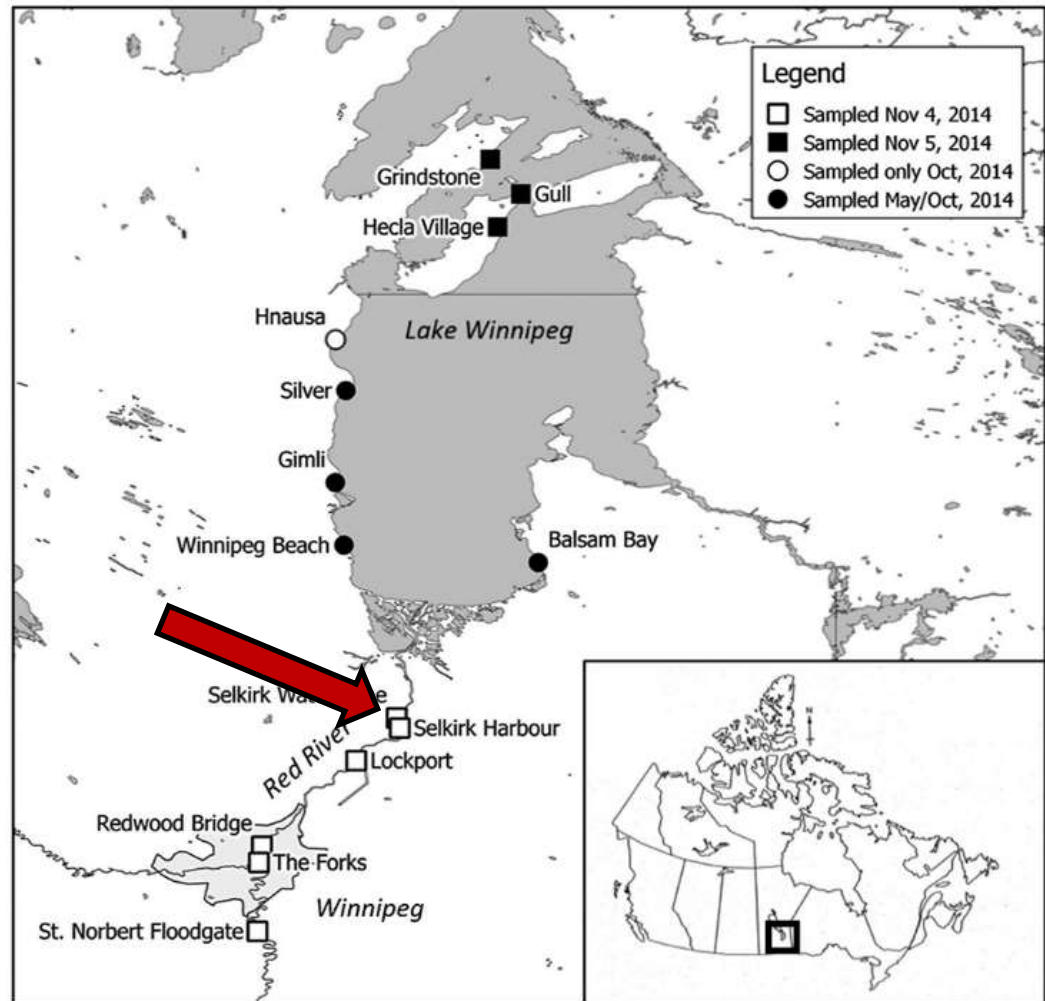 Legend
Sampled Nov 4, 2014
Sampled Nov 5, 2014
Sampled only Oct, 2014
Sampled May/Oct, 2014
Grindstone
Gull
Hecla Village
Hnausa
Lake Winnipeg
Silver
Gimli
Winnipeg Beach
Balsam Bay
Selkirk
Selkirk Harbour
Red River
Lockport
Redwood Bridge
The Forks
Winnipeg
St. Norbert Floodgate
N